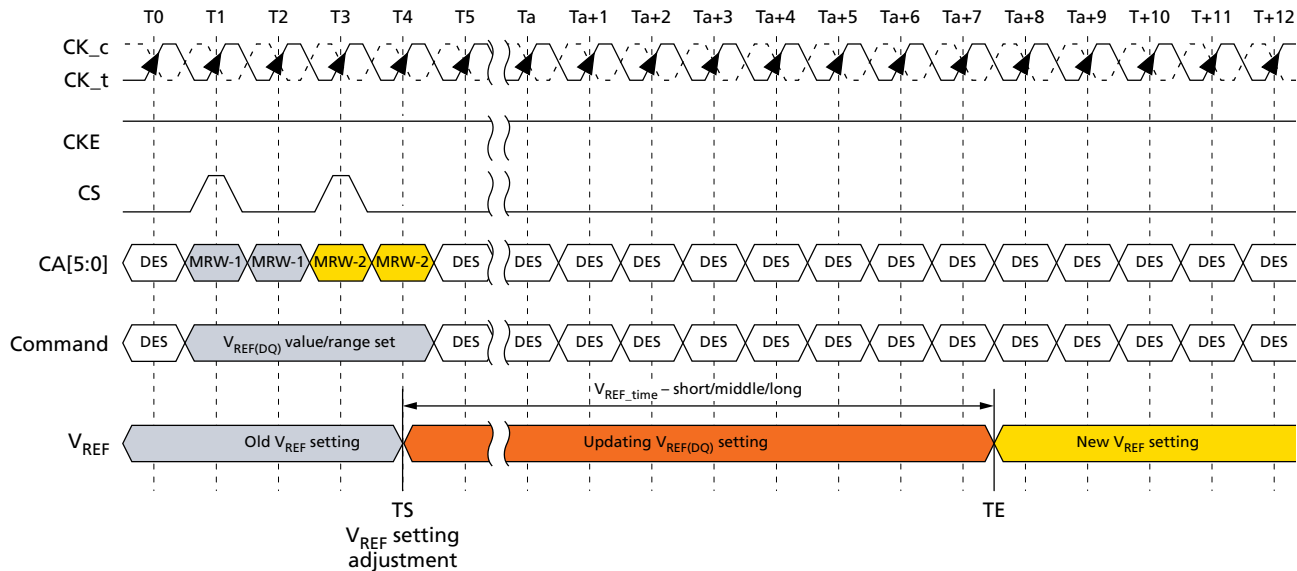 T0 T1 T2 T3 T4 T5 Ta Ta+1 Ta+2 Ta+3 Ta+4 Ta+5 Ta+6 Ta+7 Ta+8 Ta+9 T+10 T+11 T+12
CK_c
CK_t
CKE
CS
CA[5:0] DES MRW-1 MRW-1 MRW-2 MRW-2 DES DES DES DES DES DES DES DES DES DES DES DES DES DES
Command DES VREF(DQ) value/range set DES DES DES DES DES DES DES DES DES DES DES DES DES DES
VREF_time – short/middle/long
VREF Old VREF setting Updating VREF(DQ) setting New VREF setting
TS TE
VREF setting
adjustment